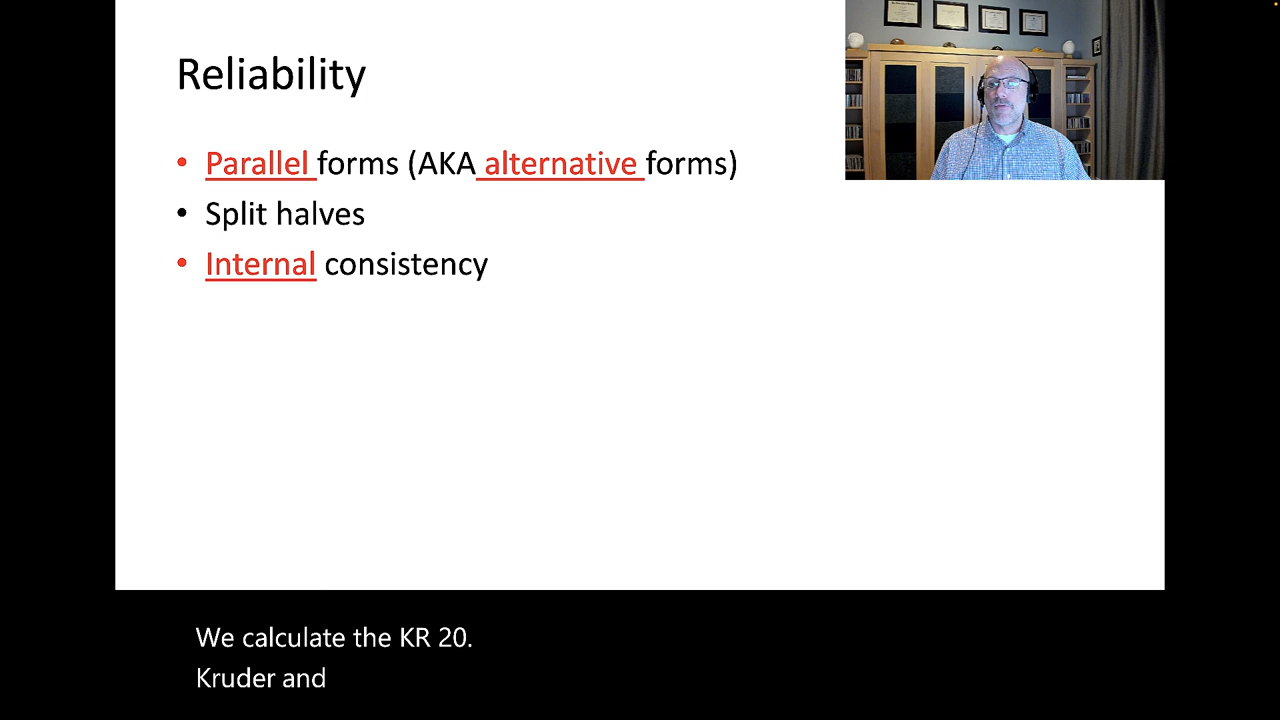 Reliability
• Parallel forms (AKA alternative forms)
• Split halves
• Internal consistency
We calculate the KR 20.
Kruder and